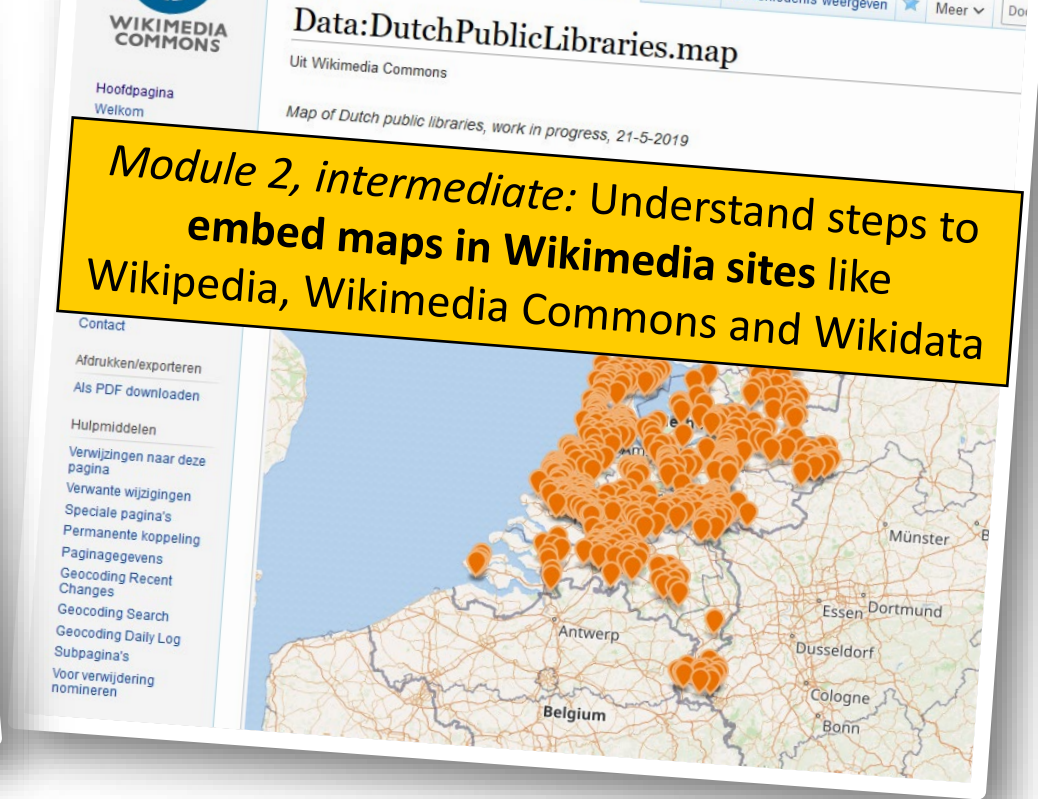 WIKIMEDIA
COMMONS
weergeven
Meer
Data:DutchPublicLibraries.map
Uit Wikimedia Commons
Map of Dutch public libraries, work in progress, 21-5-2019
Hoofdpagina
Welkom
Module 2, intermediate: Understand steps to
embed maps in Wikimedia sites like
Wikipedia, Wikimedia Commons and Wikidata
Contact
Afdrukken/exporteren
Als PDF downloaden
Hulpmiddelen
Verwijzingen naar deze
pagina
Verwante wijzigingen
Speciale pagina's
Permanente koppeling
Paginagegevens
Geocoding Recent
Changes
Geocoding Search
Geocoding Daily Log
Subpagina's
Voor verwijdering
nomineren
Münster
Essen
Dortmund
Antwerp
Dusseldorf
Cologne
Belgium
Bonn